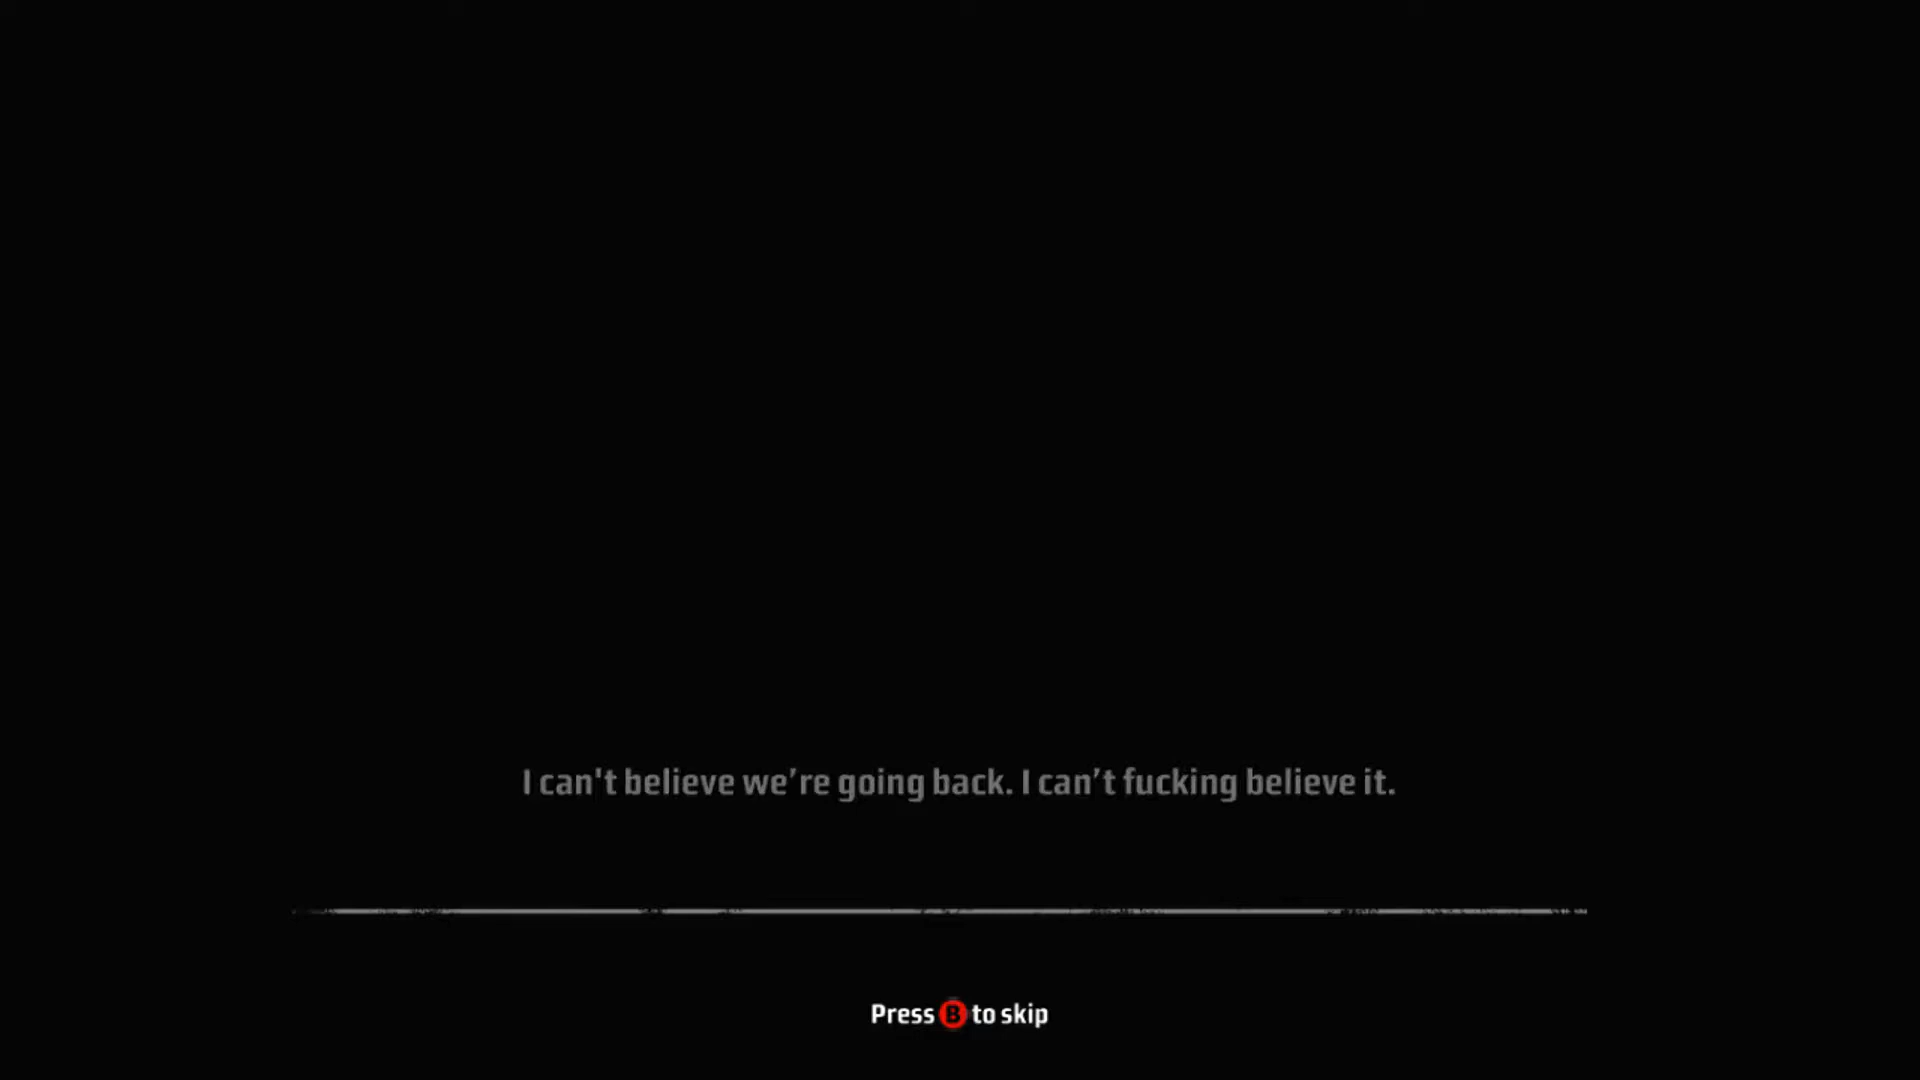 I can't believe we’re going back. I can’t fucking believe it.
Press B to skip